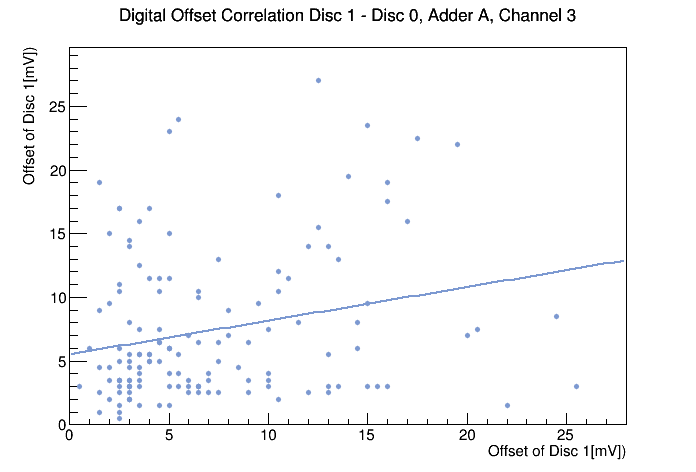 Digital Offset Correlation Disc 1 - Disc 0, Adder A, Channel 3
Offset of Disc 1[mV])
25
20
15
10
5
0
0 5 10 15 20 25
Offset of Disc 1[mV])